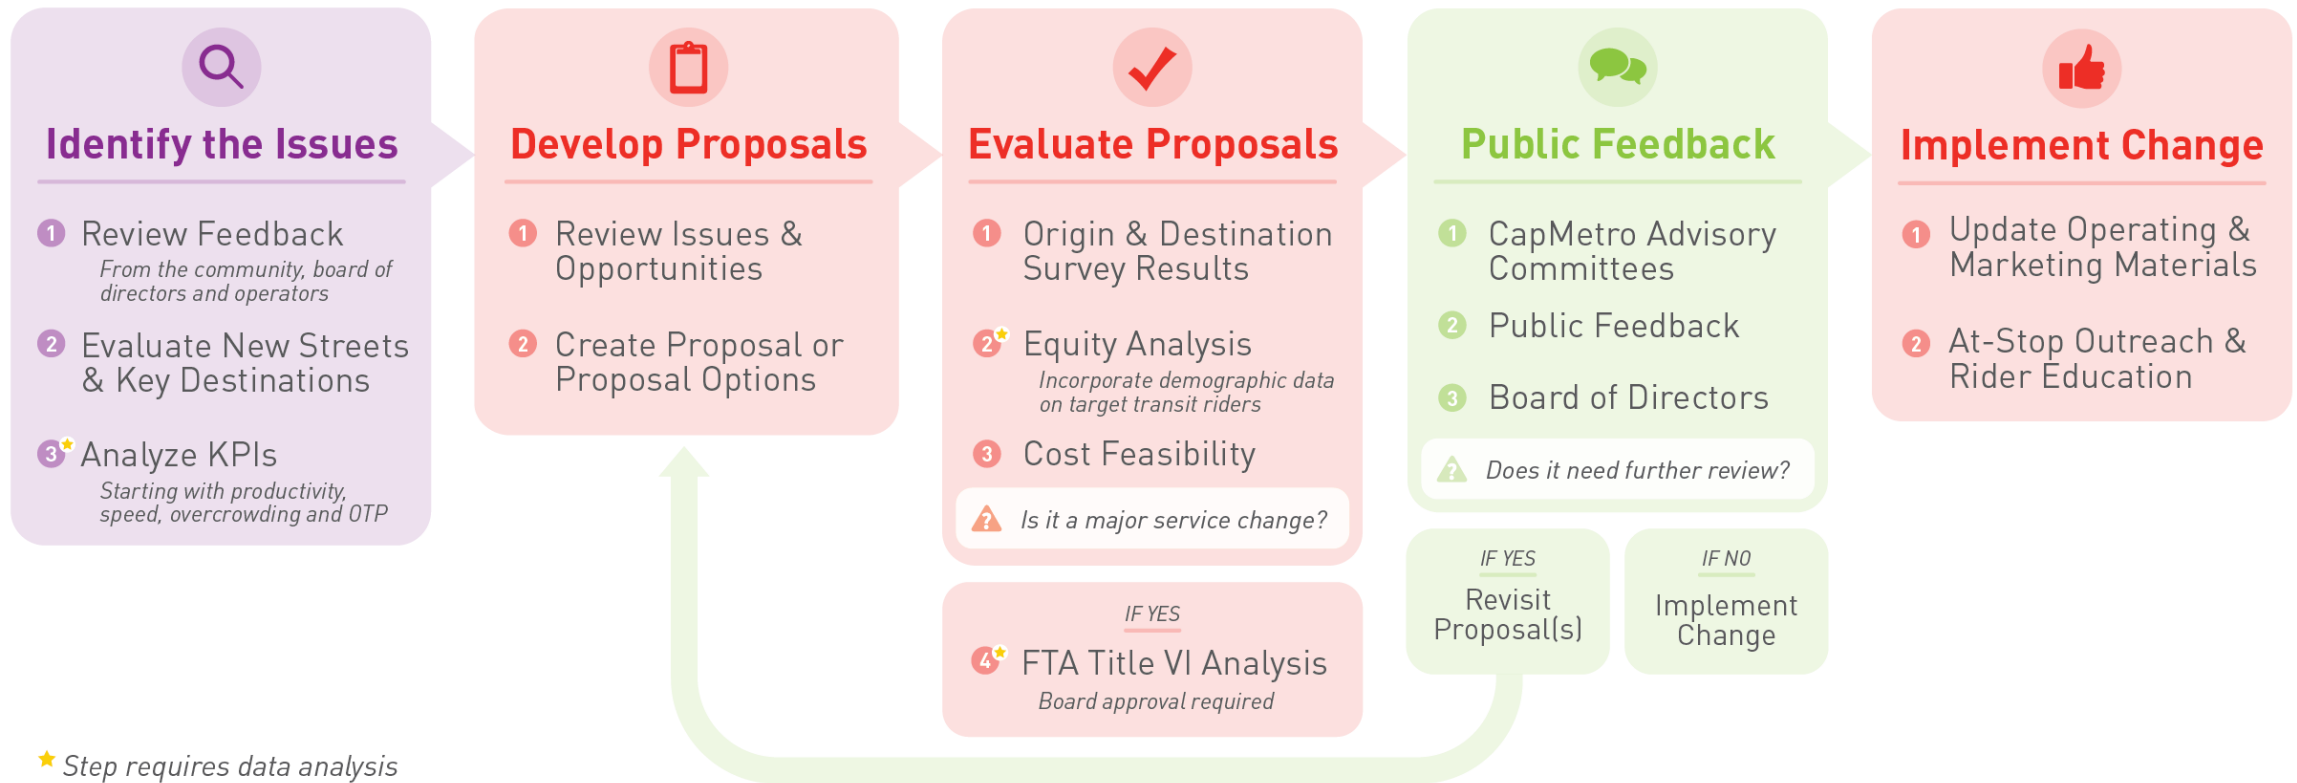 Identify the Issues
1 Review Feedback
From the community, board of
directors and operators
2 Evaluate New Streets
& Key Destinations
3 Analyze KPIs
Starting with productivity,
speed, overcrowding and OTP
Develop Proposals
1 Review Issues &
Opportunities
2 Create Proposal or
Proposal Options
Evaluate Proposals
1 Origin & Destination
Survey Results
2 Equity Analysis
Incorporate demographic data
on target transit riders
3 Cost Feasibility
? Is it a major service change?
IF YES
4 FTA Title VI Analysis
Board approval required
Public Feedback
1 CapMetro Advisory
Committees
2 Public Feedback
3 Board of Directors
? Does it need further review?
IF YES
Revisit
Proposal(s)
IF NO
Implement
Change
Implement Change
1 Update Operating &
Marketing Materials
2 At-Stop Outreach &
Rider Education
Step requires data analysis